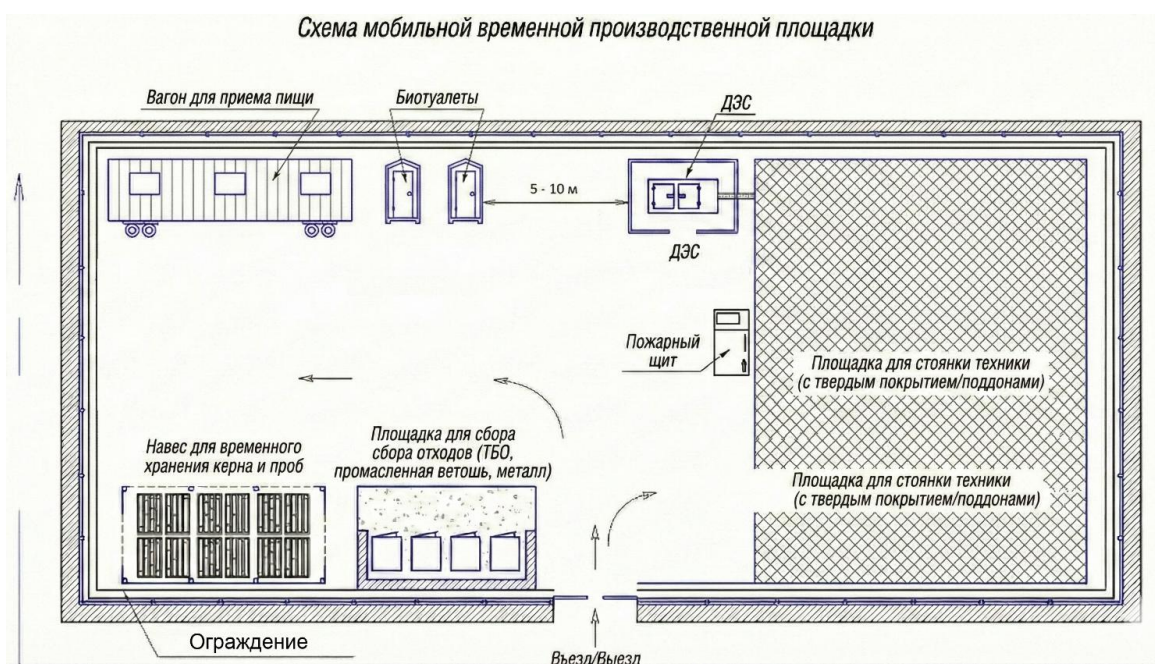 Схема мобильной временной производственной площадки
Вагон для приема пищи
Биотуалеты
ДЭС
5 - 10 м
ДЭС
Пожарный
щит
Площадка для стоянки техники
(с твердым покрытием/поддонами)
Навес для временного
хранения керна и проб
Площадка для сбора
сбора отходов (ТБО,
промасленная ветошь, металл)
Площадка для стоянки техники
(с твердым покрытием/поддонами)
Ограждение
Въезд/Выезд